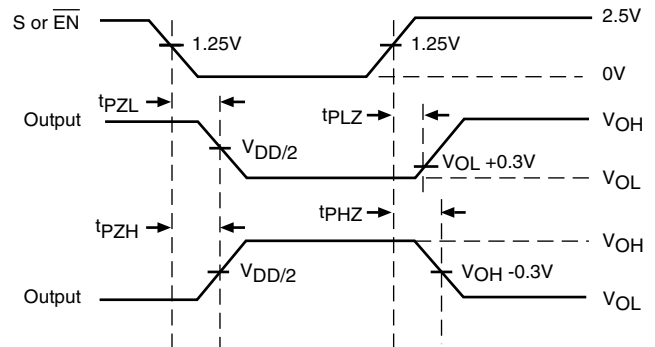 S or EN
1.25V
1.25V
2.5V
0V
tPZL
tPLZ
Output
VDD/2
VOL +0.3V
VOH
VOL
tPZH
tPHZ
VOH
Output
VDD/2
VOH -0.3V
VOL